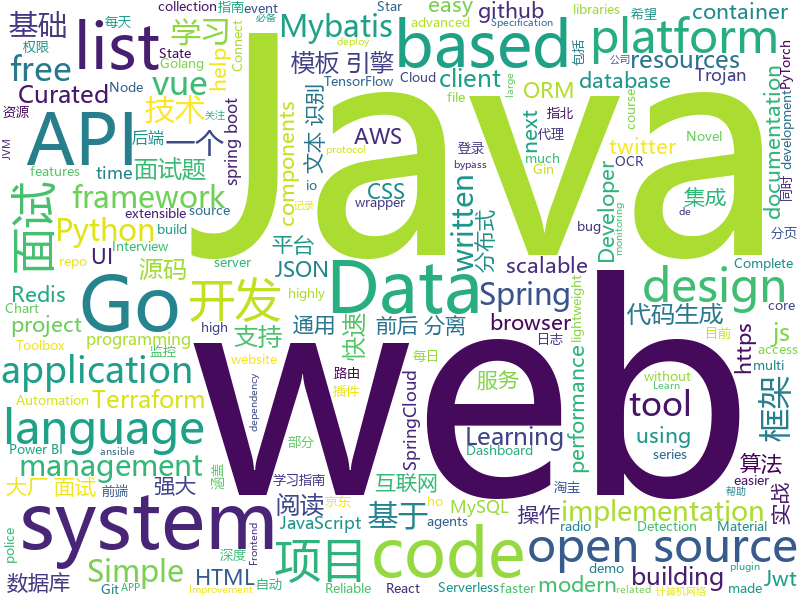 基础
学习
list
Mybatis
github
easy
collection
指南
event
必备
Star
advanced
Specification
libraries
每天
Golang
Connect
权限
State
Node
free
vue
help
模板 引擎
TensorFlow
Cloud
client
based
platform
希望
container
包括
PyTorch
resources
Trojan
ORM
database
file
large
公司
development
Curated
技术
components
spring boot
API
资源
关注
后端
一个
文本 识别
AWS
next
twitter
指北
登录
代理
course
Novel
OCR
much
documentation
同时
JVM
features
面试题
time
io
CSS
written
Developer
Gin
bypass
面试
framework
extensible
source
protocol
wrapper
记录
分布式
集成
bug
de
分页
monitoring
Python
build
Interview
平台
UI
源码
server
repo
JSON
Java
Go
Data
Spring
scalable
design
Complete
Redis
highly
开发
project
Chart
programming
high
通用
前后 分离
browser
lightweight
代码生成
js
core
Toolbox
监控
支持
快速
日志
目前
access
multi
application
website
dependency
路由
每日
插件
服务
performance
https
without
Learn
Automation
Terraform
language
Power BI
ansible
web
SpringCloud
Learning
tool
框架
using
Dashboard
series
easier
management
部分
互联网
算法
大厂 面试
前端
强大
涵盖
学习指南
阅读
京东
ho
MySQL
淘宝
implementation
实战
system
JavaScript
基于
agents
操作
radio
Detection
Material
police
Frontend
项目
code
open source
数据库
Simple
HTML
Git
APP
深度
自动
Reliable
Improvement
React
Serverless
faster
demo
modern
related
building
deploy
made
plugin
帮助
计算机网络
Jwt